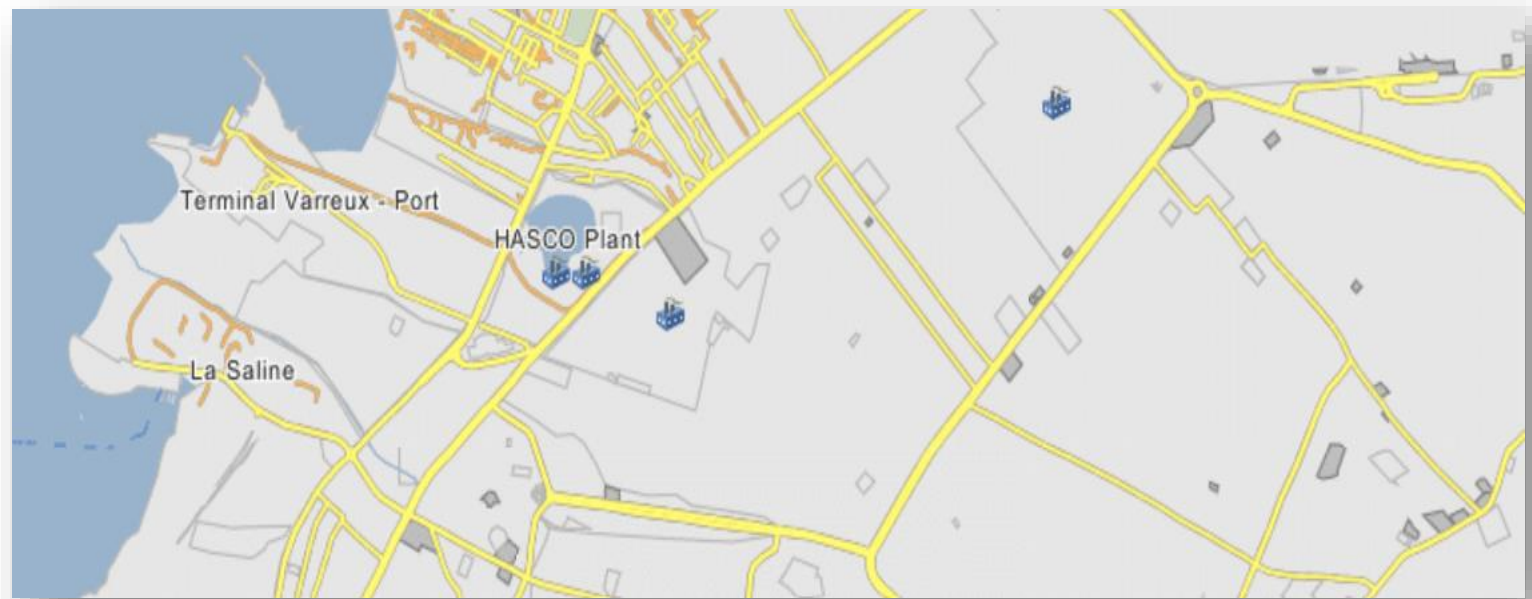 Terminal Varreux - Port
HASCO Plant
La Saline